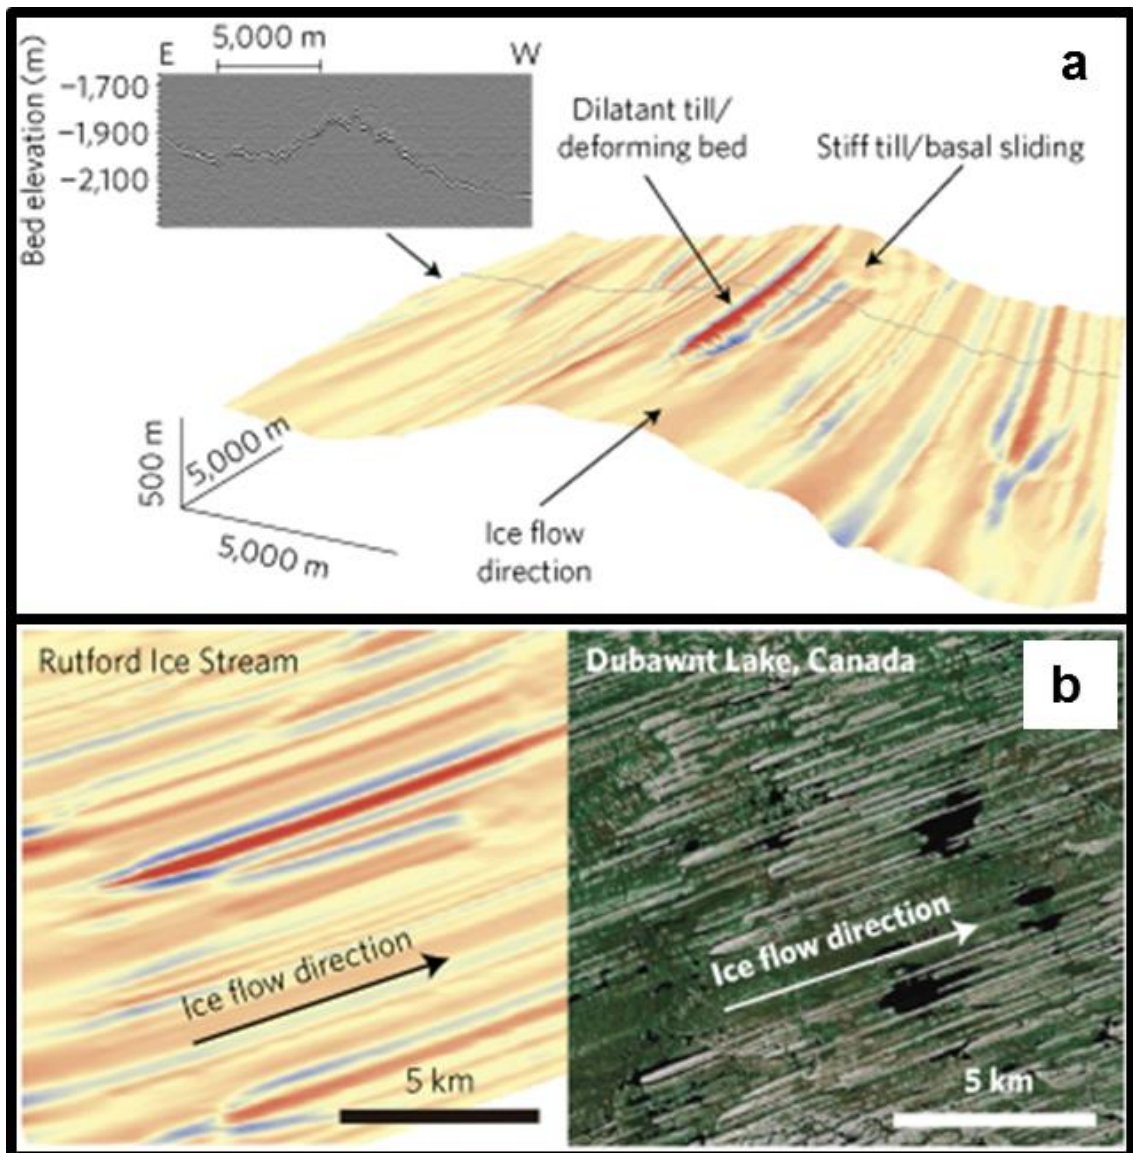 5,000 m
E
W
a
Bed elevation (m)
−1,700
−1,900
−2,100
Dilatant till/
deforming bed
Stiff till/basal sliding
500 m
5,000 m
5,000 m
Ice flow
direction
Rutford Ice Stream
Dubawnt Lake, Canada
b
Ice flow direction
Ice flow direction
5 km
5 km